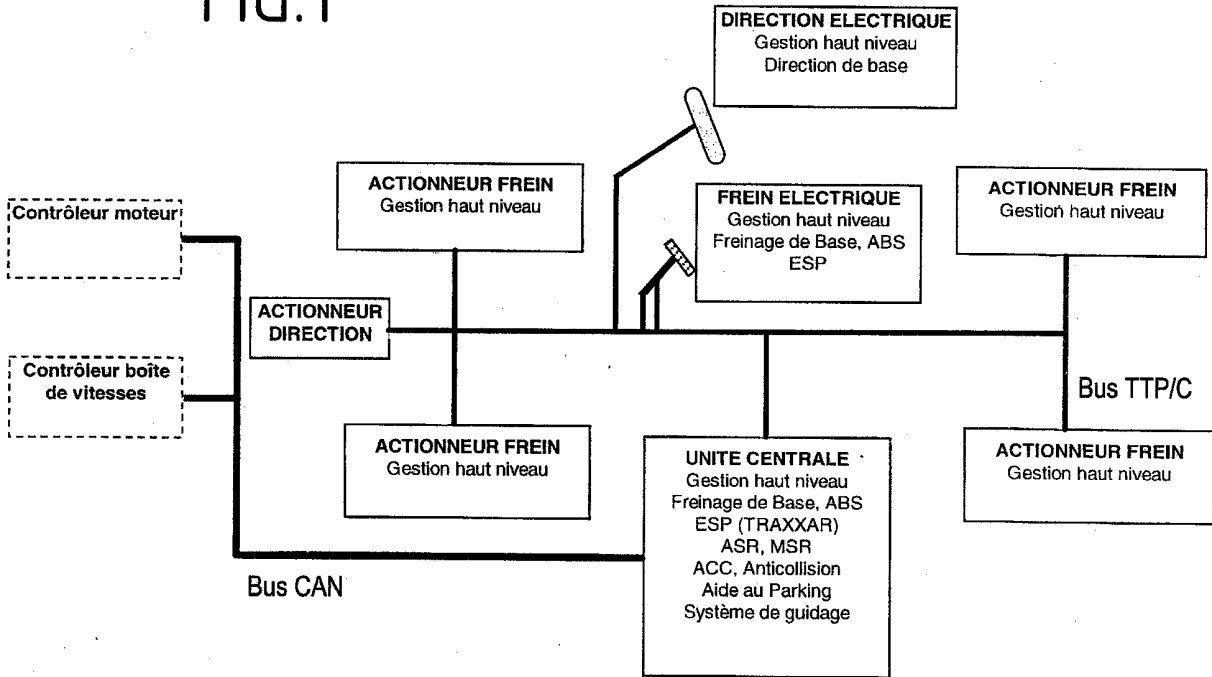 FIG.1
DIRECTION ELECTRIQUE
Gestion haut niveau
Direction de base
ACTIONNEUR FREIN
Gestion haut niveau
FREIN ELECTRIQUE
Gestion haut niveau
Freinage de Base, ABS
ESP
ACTIONNEUR FREIN
Gestion haut niveau
Contrôleur moteur
ACTIONNEUR
DIRECTION
Contrôleur boîte
de vitesses
Bus TTP/C
ACTIONNEUR FREIN
Gestion haut niveau
UNITE CENTRALE
Gestion haut niveau
Freinage de Base, ABS
ESP (TRAXXAR)
ASR, MSR
ACC, Anticollision
Aide au Parking
Système de guidage
ACTIONNEUR FREIN
Gestion haut niveau
Bus CAN